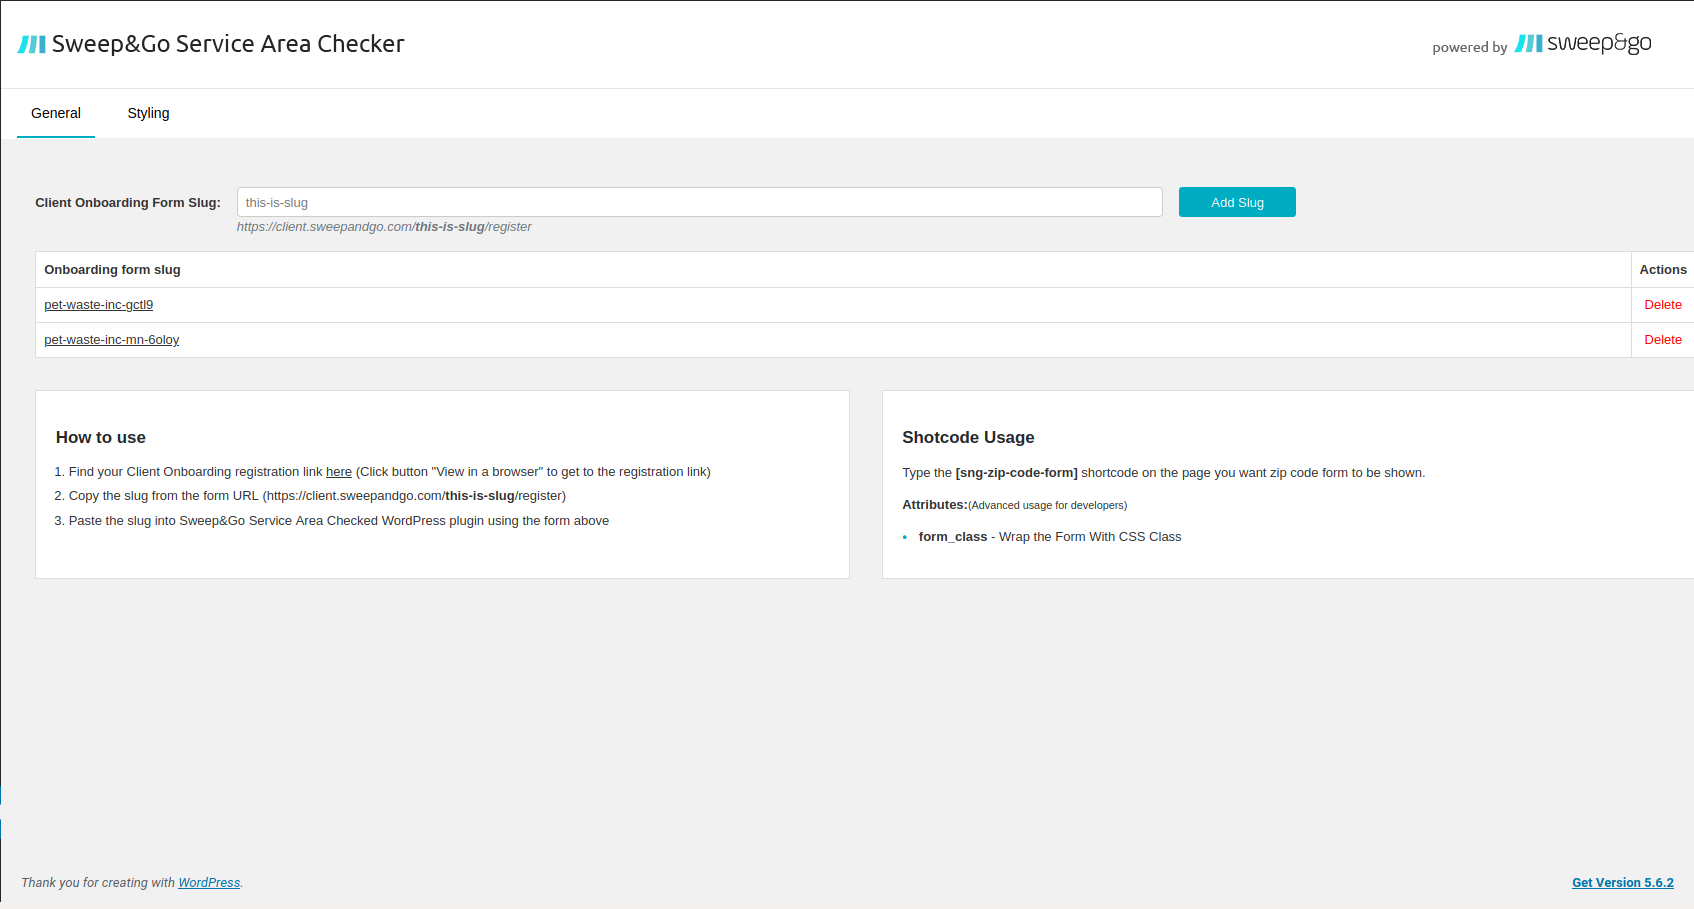 Sweep&Go Service Area Checker
powered by sweep&go
General
Styling
Client Onboarding Form Slug:
this-is-slug
Add Slug
https://client.sweepandgo.com/this-is-slug/register
Onboarding form slug
Actions
pet-waste-inc-gctl9
Delete
pet-waste-inc-mn-6oloy
Delete
How to use
1. Find your Client Onboarding registration link here (Click button "View in a browser" to get to the registration link)
2. Copy the slug from the form URL (https://client.sweepandgo.com/this-is-slug/register)
3. Paste the slug into Sweep&Go Service Area Checked WordPress plugin using the form above
Shotcode Usage
Type the [sng-zip-code-form] shortcode on the page you want zip code form to be shown.
Attributes:(Advanced usage for developers)
• form_class - Wrap the Form With CSS Class
Thank you for creating with WordPress.
Get Version 5.6.2